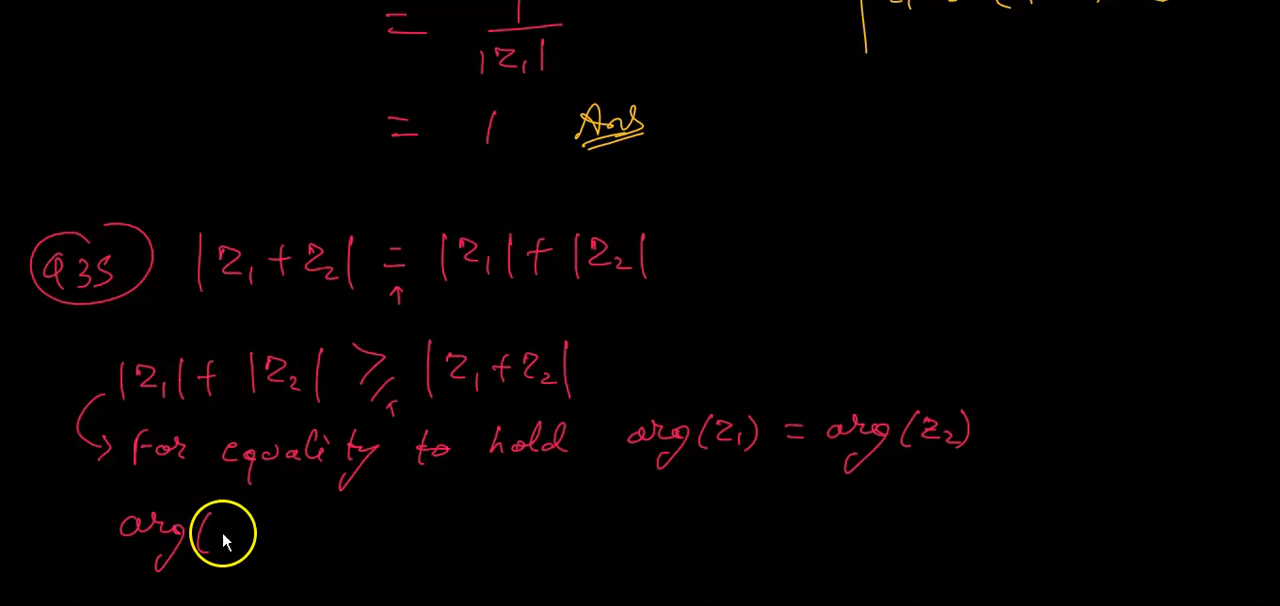 = 1/|z₁|
= 1 Ans
Q35 |z₁ + z₂| = |z₁| + |z₂|
|z₁| + |z₂| ≥ |z₁ + z₂|
For equality to hold arg(z₁) = arg(z₂)
arg(